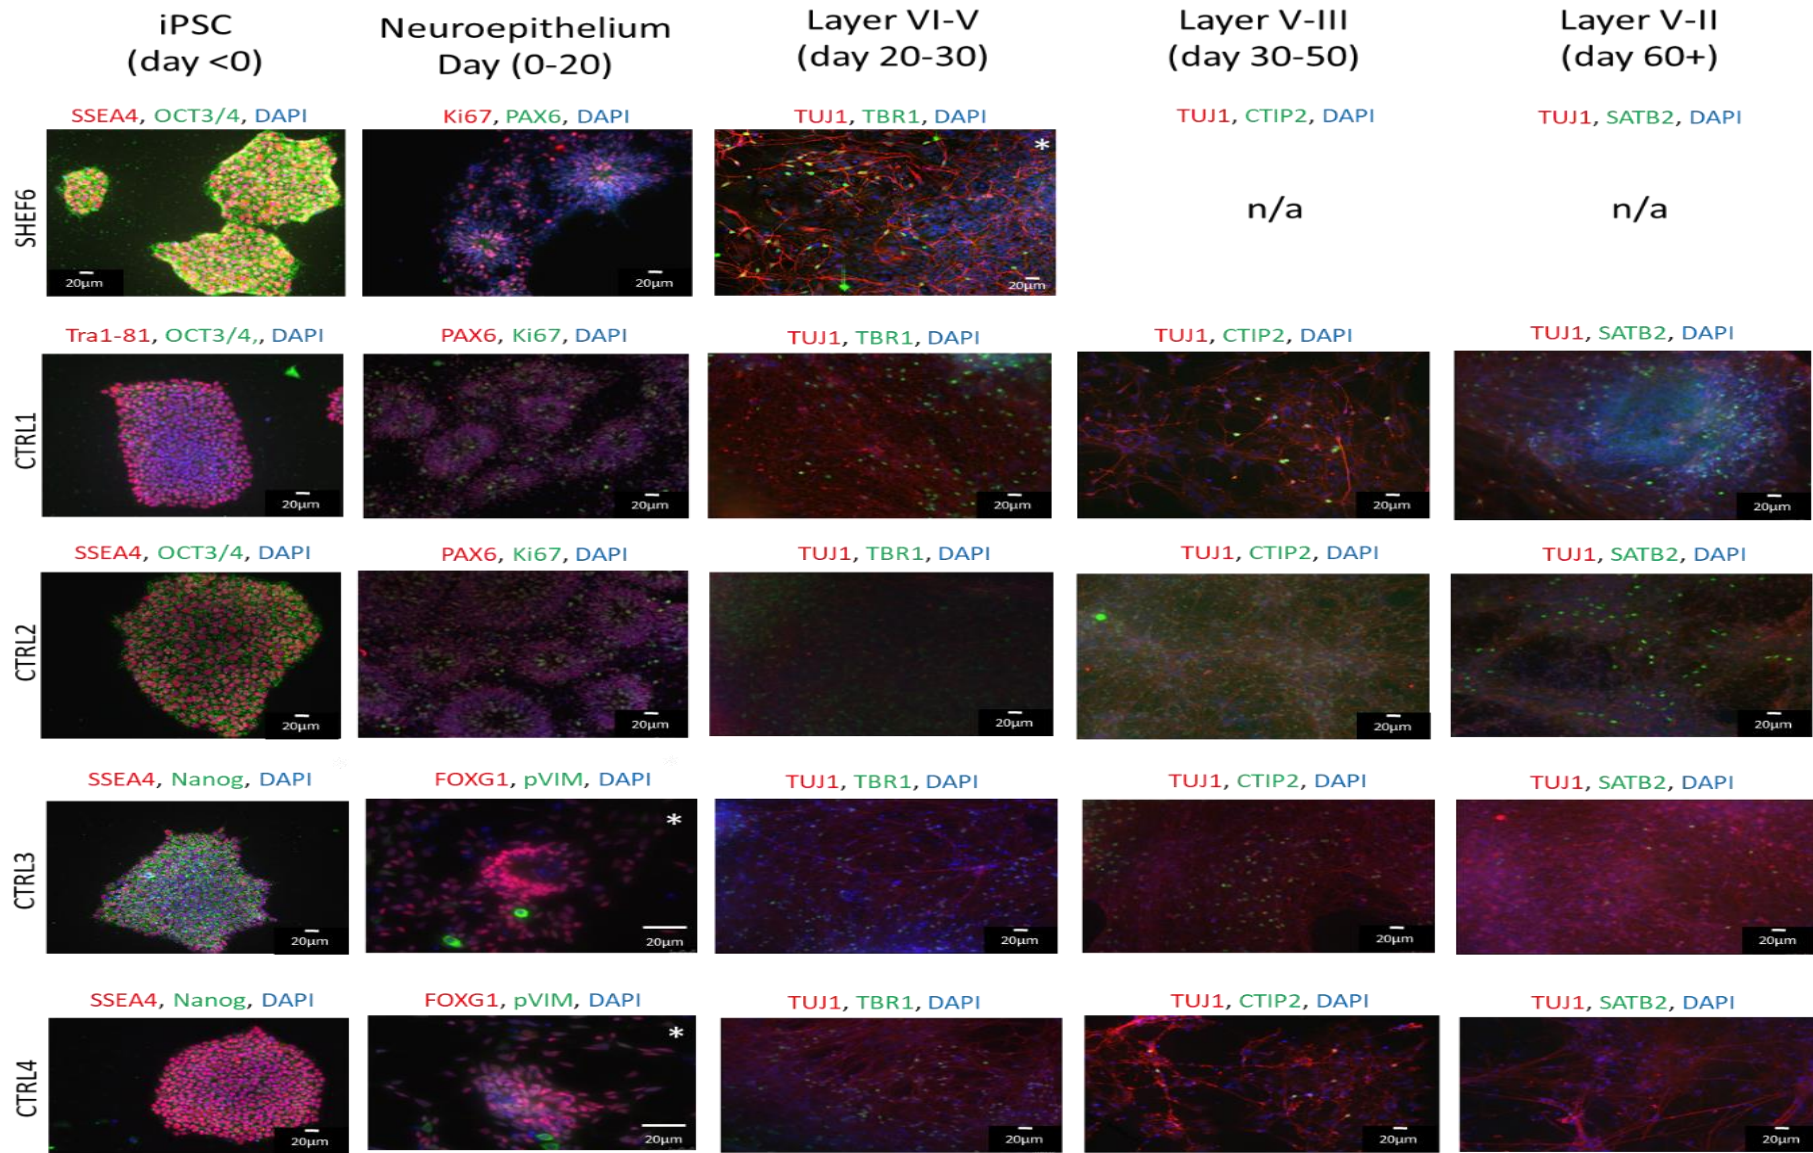 iPSC
(day <0)
Neuroepithelium
Day (0-20)
Layer VI-V
(day 20-30)
Layer V-III
(day 30-50)
Layer V-II
(day 60+)
SHEF6
SSEA4, OCT3/4, DAPI
Ki67, PAX6, DAPI
TUJ1, TBR1, DAPI
TUJ1, CTIP2, DAPI
TUJ1, SATB2, DAPI
20µm
20µm
*
20µm
n/a
n/a
CTRL1
Tra1-81, OCT3/4,, DAPI
PAX6, Ki67, DAPI
TUJ1, TBR1, DAPI
TUJ1, CTIP2, DAPI
TUJ1, SATB2, DAPI
20µm
20µm
20µm
20µm
20µm
CTRL2
SSEA4, OCT3/4, DAPI
PAX6, Ki67, DAPI
TUJ1, TBR1, DAPI
TUJ1, CTIP2, DAPI
TUJ1, SATB2, DAPI
20µm
20µm
20µm
20µm
20µm
CTRL3
SSEA4, Nanog, DAPI
FOXG1, pVIM, DAPI
TUJ1, TBR1, DAPI
TUJ1, CTIP2, DAPI
TUJ1, SATB2, DAPI
20µm
*
20µm
20µm
20µm
20µm
CTRL4
SSEA4, Nanog, DAPI
FOXG1, pVIM, DAPI
TUJ1, TBR1, DAPI
TUJ1, CTIP2, DAPI
TUJ1, SATB2, DAPI
20µm
*
20µm
20µm
20µm
20µm